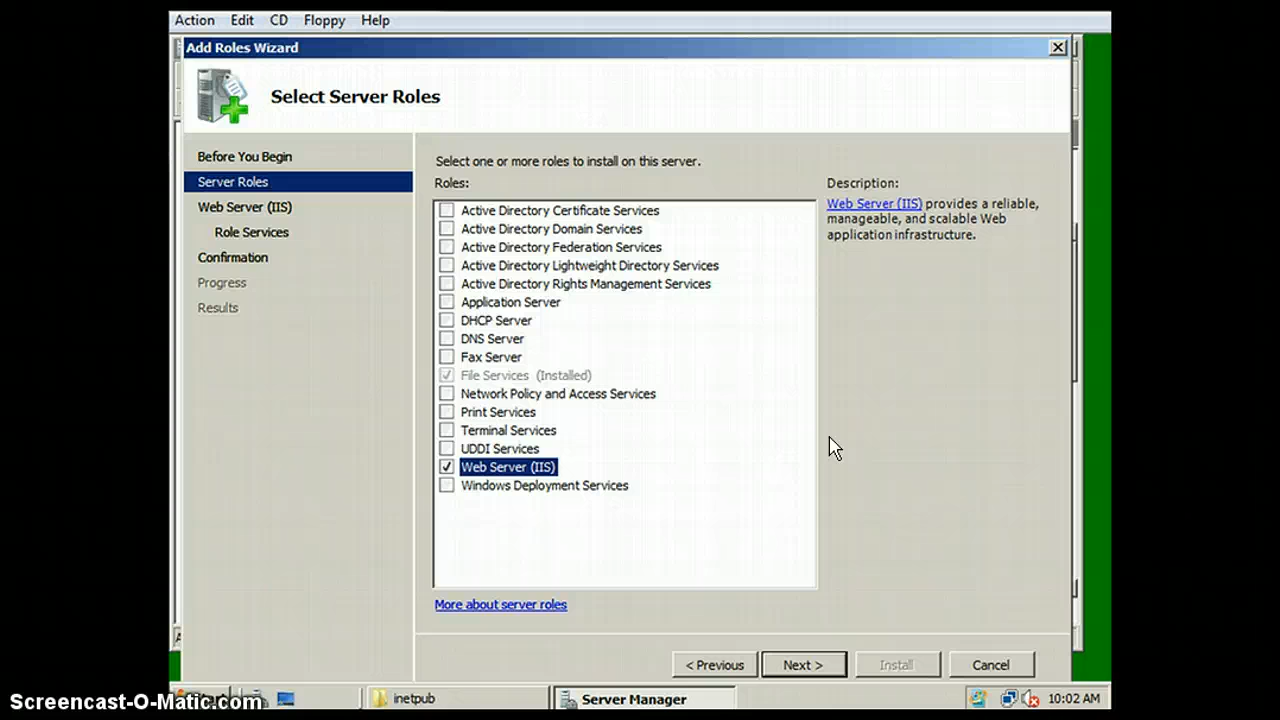 Action Edit CD Floppy Help
Add Roles Wizard
Select Server Roles
Before You Begin
Server Roles
Web Server (IIS)
Role Services
Confirmation
Progress
Results
Select one or more roles to install on this server.
Roles:
Active Directory Certificate Services
Active Directory Domain Services
Active Directory Federation Services
Active Directory Lightweight Directory Services
Active Directory Rights Management Services
Application Server
DHCP Server
DNS Server
Fax Server
File Services (Installed)
Network Policy and Access Services
Print Services
Terminal Services
UDDI Services
Web Server (IIS)
Windows Deployment Services
More about server roles
Description:
Web Server (IIS) provides a reliable,
manageable, and scalable Web
application infrastructure.
< Previous
Next >
Install
Cancel
inetpub
Server Manager
10:02 AM
Screencast-O-Matic.com